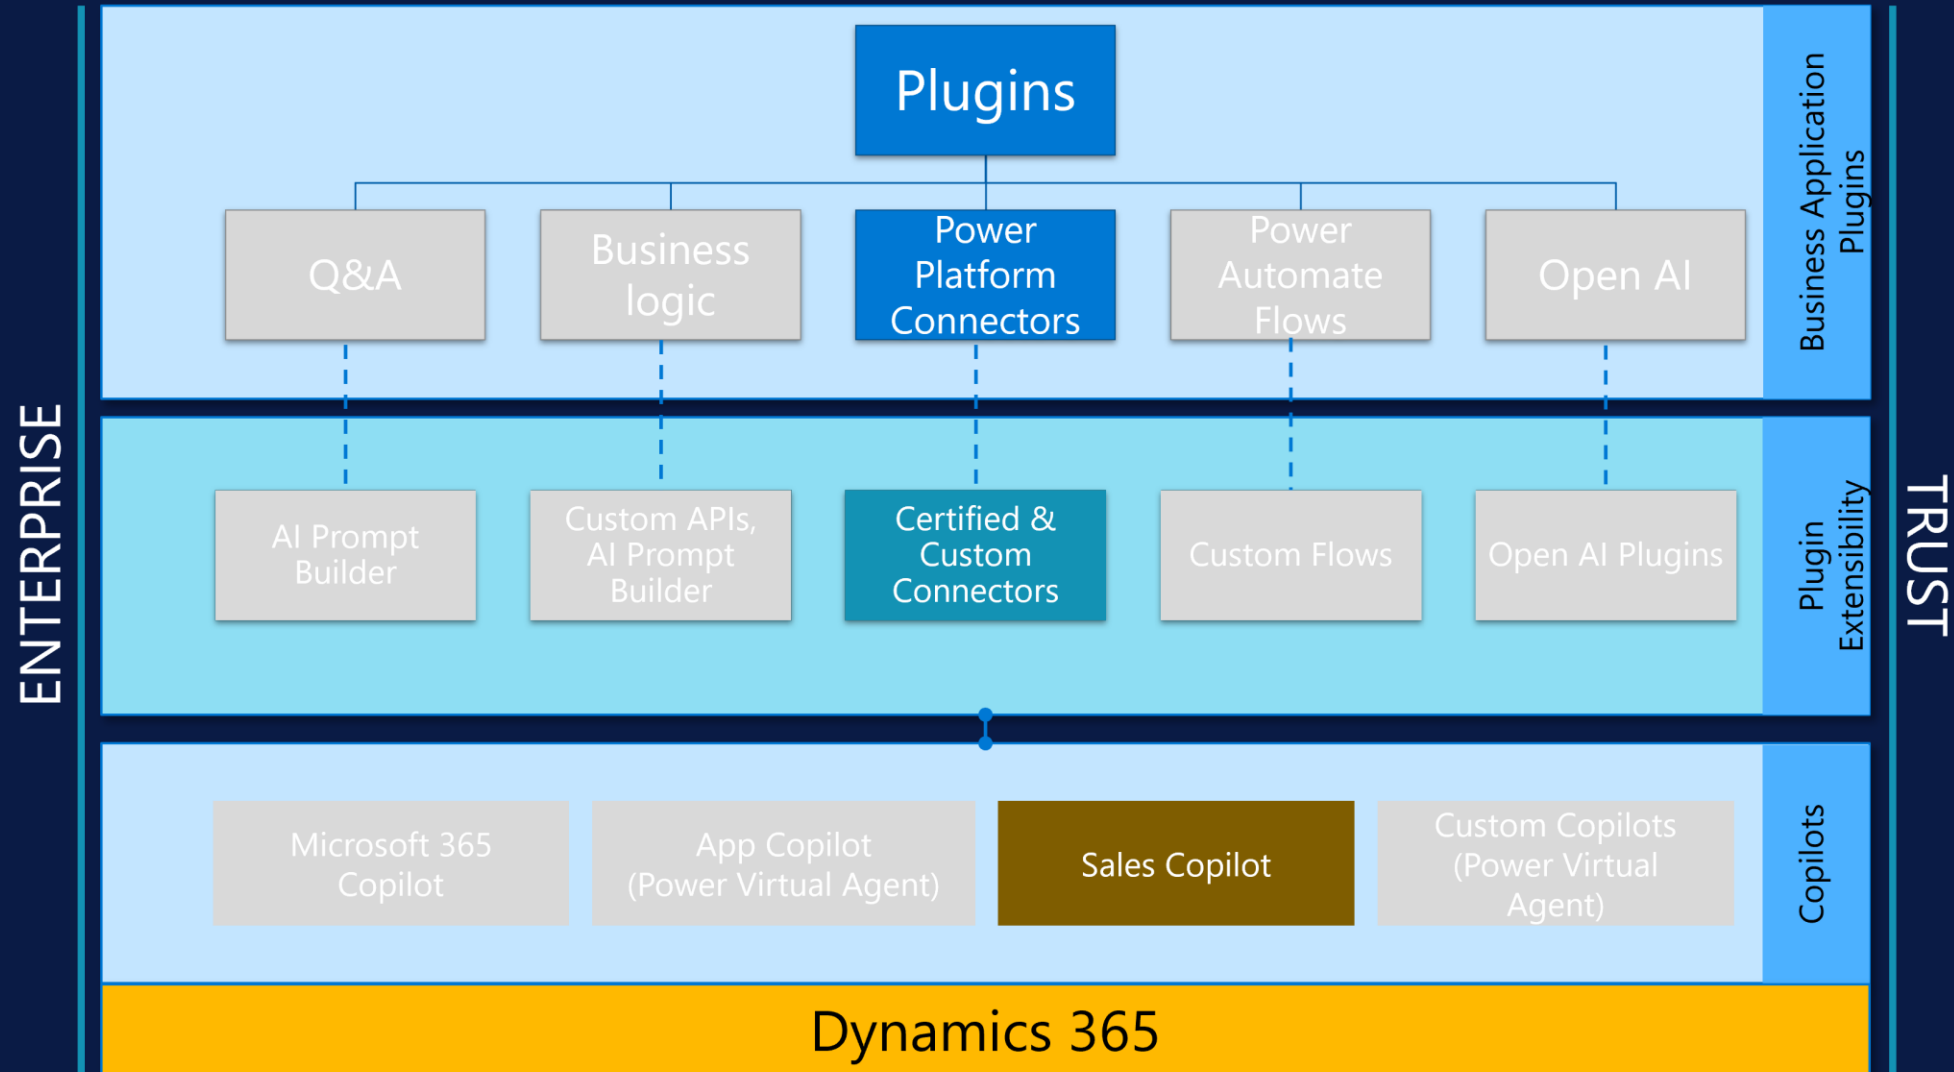 Plugins
Q&A
Business
logic
Power
Platform
Connectors
Power
Automate
Flows
Open AI
Business Application
Plugins
AI Prompt
Builder
Custom APIs,
AI Prompt
Builder
Certified &
Custom
Connectors
Custom Flows
Open AI Plugins
Plugin
Extensibility
ENTERPRISE
TRUST
Microsoft 365
Copilot
App Copilot
(Power Virtual Agent)
Sales Copilot
Custom Copilots
(Power Virtual
Agent)
Copilots
Dynamics 365